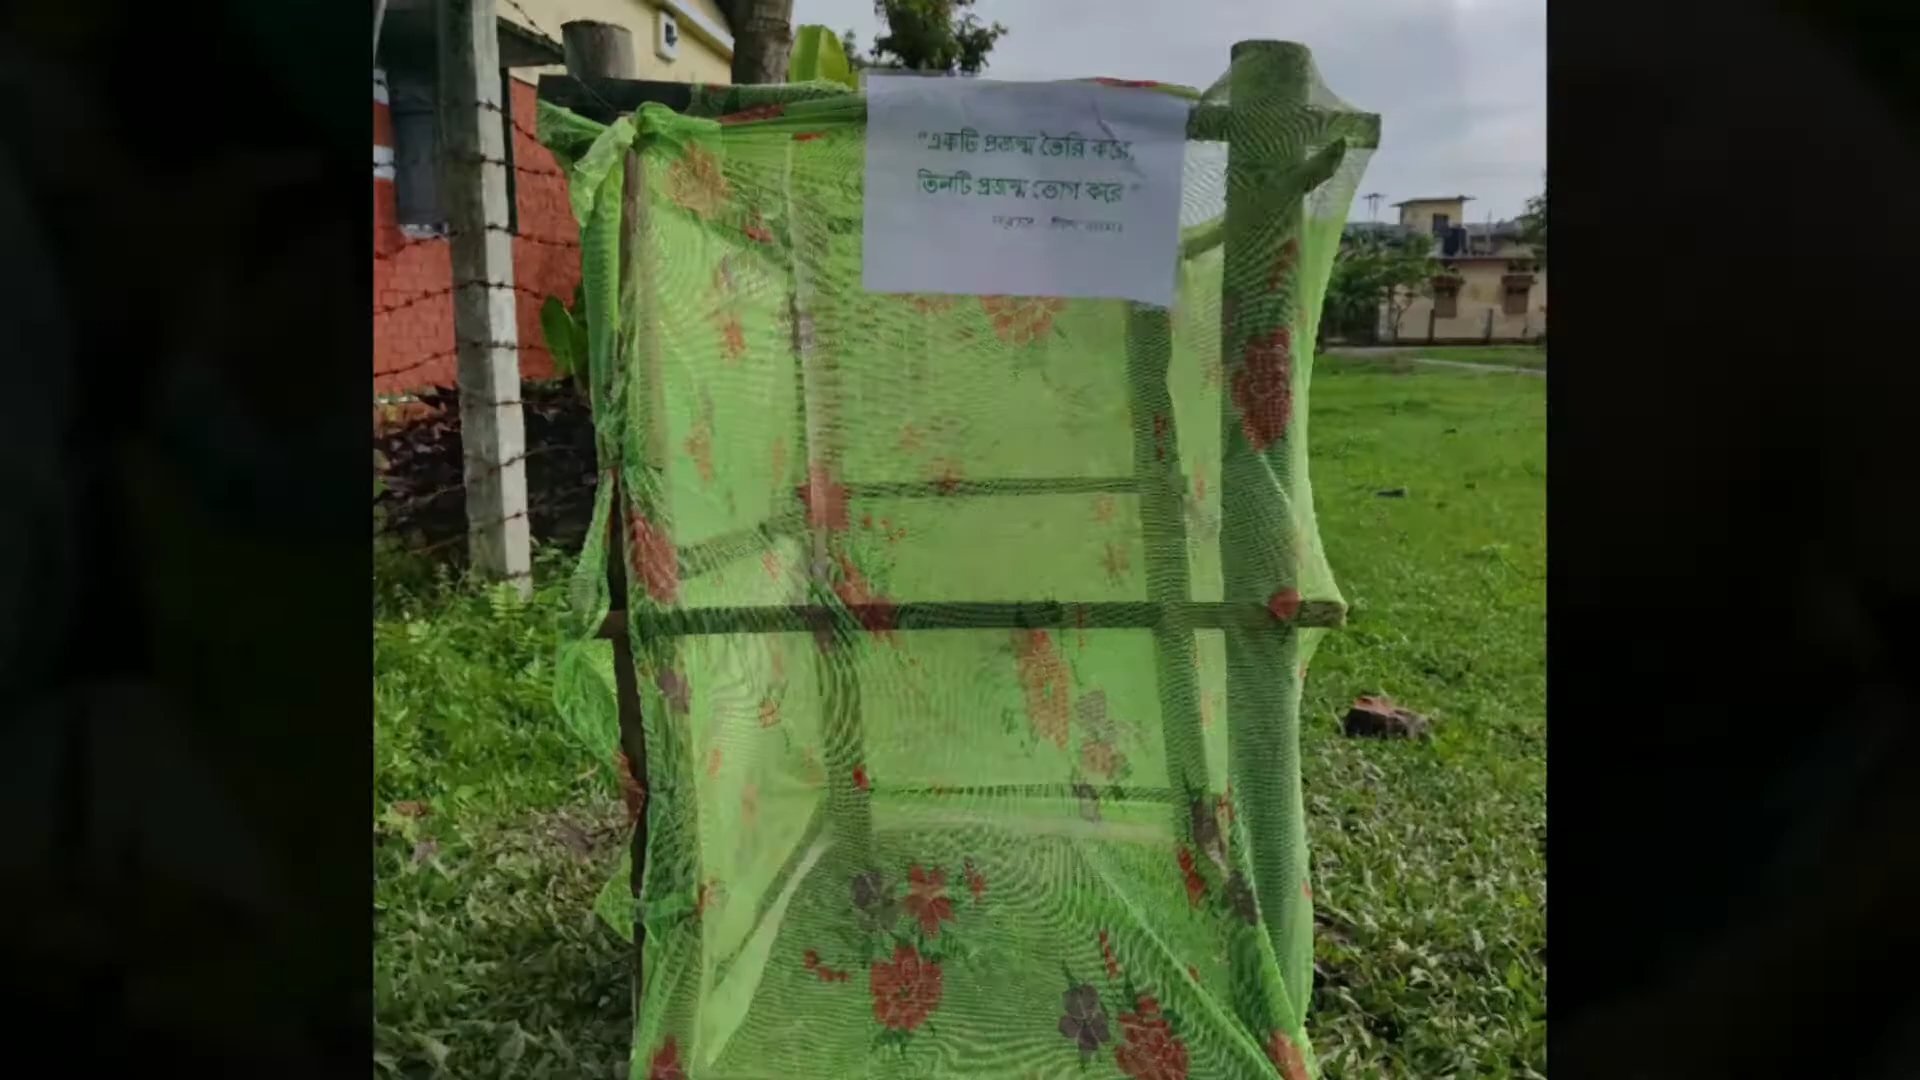 "একটি প্রজন্ম তৈরি করে,
তিনটি প্রজন্ম ভোগ করে"